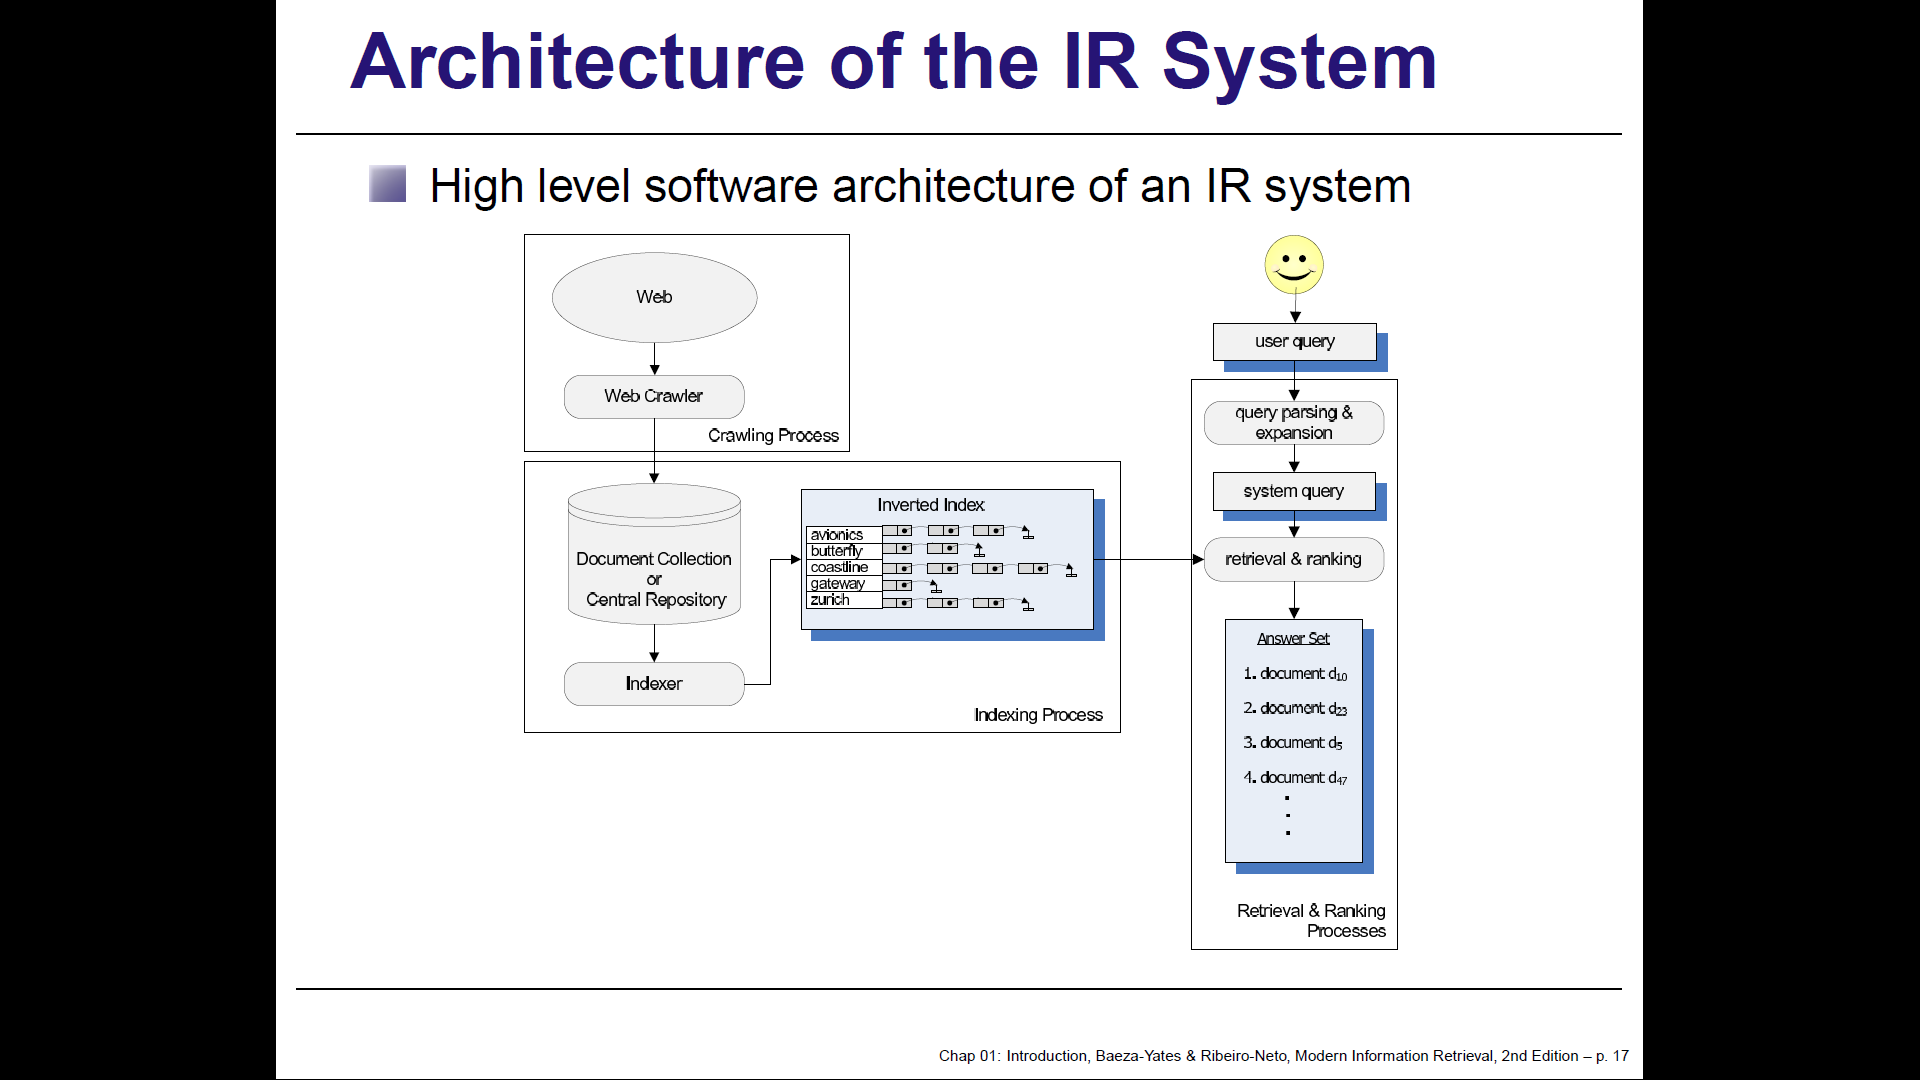 Architecture of the IR System
High level software architecture of an IR system
Web
Web Crawler
Crawling Process
Document Collection
or
Central Repository
Indexer
Inverted Index
avionics
butterfly
coastline
gateway
zurich
Indexing Process
user query
query parsing &
expansion
system query
retrieval & ranking
Answer Set
1. document d10
2. document d23
3. document d5
4. document d47
Retrieval & Ranking
Processes
Chap 01: Introduction, Baeza-Yates & Ribeiro-Neto, Modern Information Retrieval, 2nd Edition – p. 17